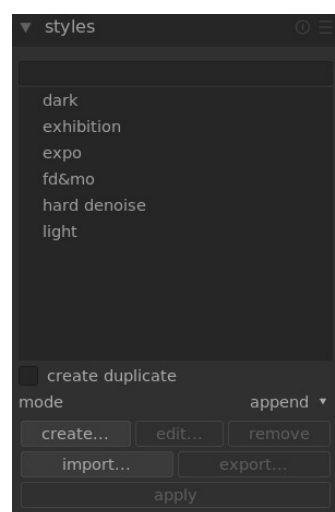 styles
dark
exhibition
expo
fd&mo
hard denoise
light
create duplicate
mode append
create... edit... remove
import... export...
apply